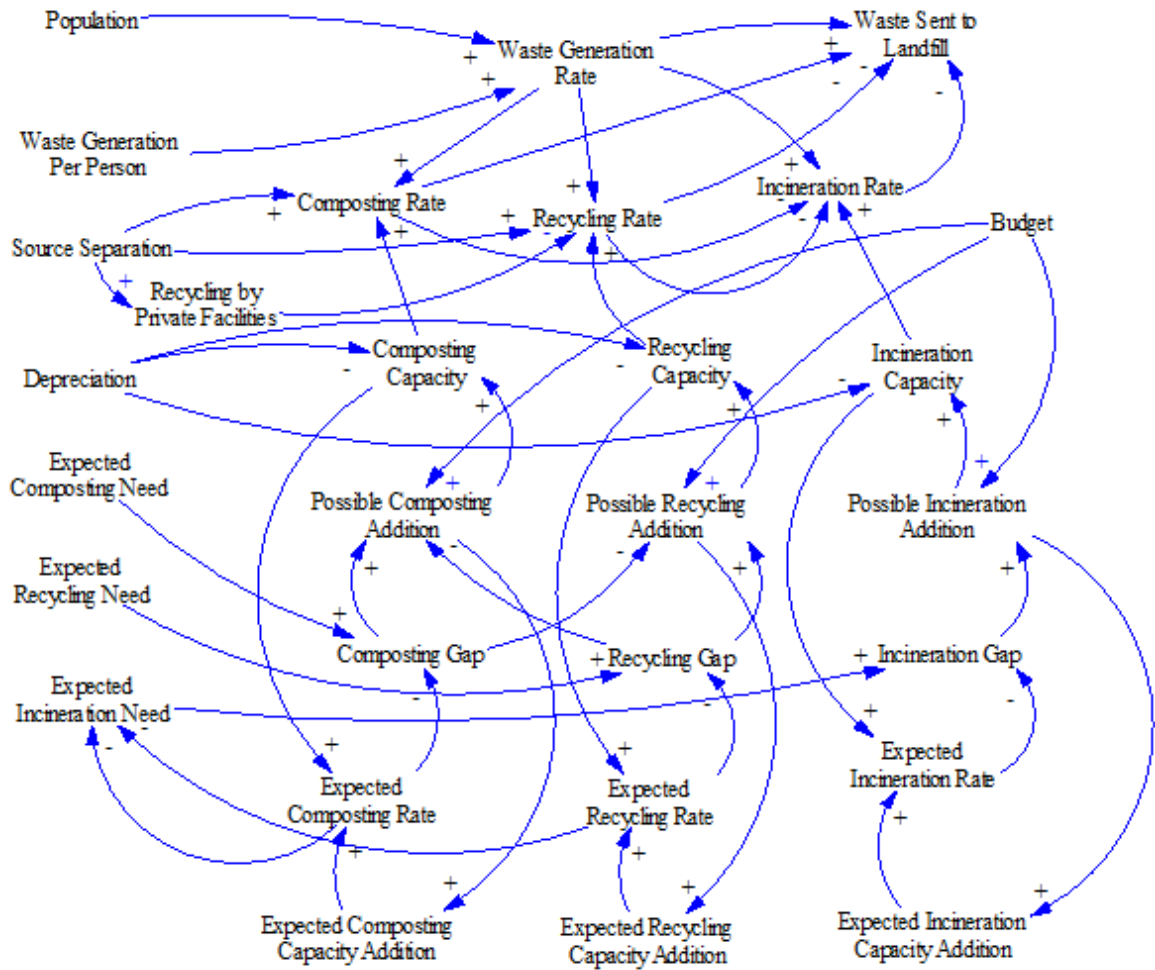 Population
Waste Generation
Rate
Waste Sent to
Landfill
Waste Generation
Per Person
Composting Rate
Recycling Rate
Incineration Rate
Source Separation
Budget
Recycling by
Private Facilities
Depreciation
Composting
Capacity
Recycling
Capacity
Incineration
Capacity
Expected
Composting Need
Possible Composting
Addition
Possible Recycling
Addition
Possible Incineration
Addition
Expected
Recycling Need
Composting Gap
Recycling Gap
Incineration Gap
Expected
Incineration Need
Expected
Composting Rate
Expected
Recycling Rate
Expected
Incineration Rate
Expected Composting
Capacity Addition
Expected Recycling
Capacity Addition
Expected Incineration
Capacity Addition